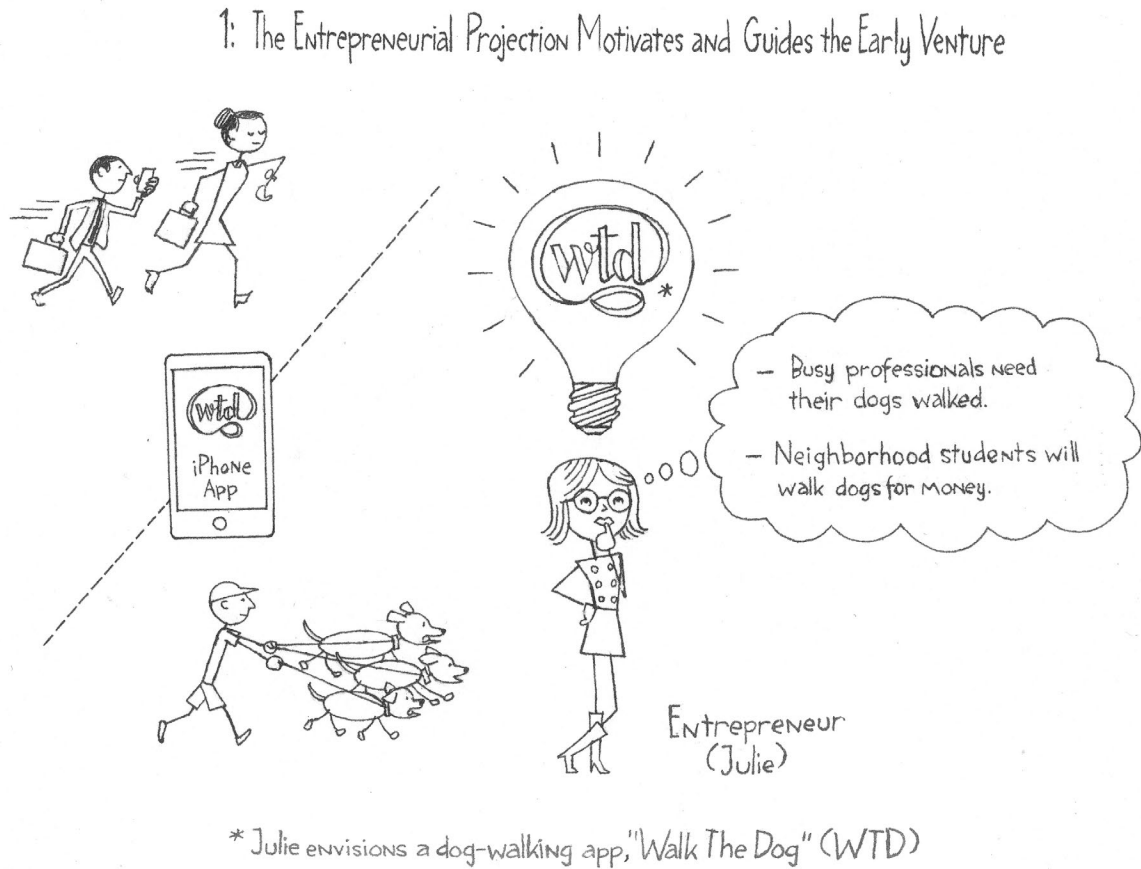 1: The Entrepreneurial Projection Motivates and Guides the Early Venture
wtd
*
— Busy professionals need
their dogs walked.
— Neighborhood students will
walk dogs for money.
wtd
iPhone
App
Entrepreneur
(Julie)
* Julie envisions a dog-walking app, "Walk The Dog" (WTD)